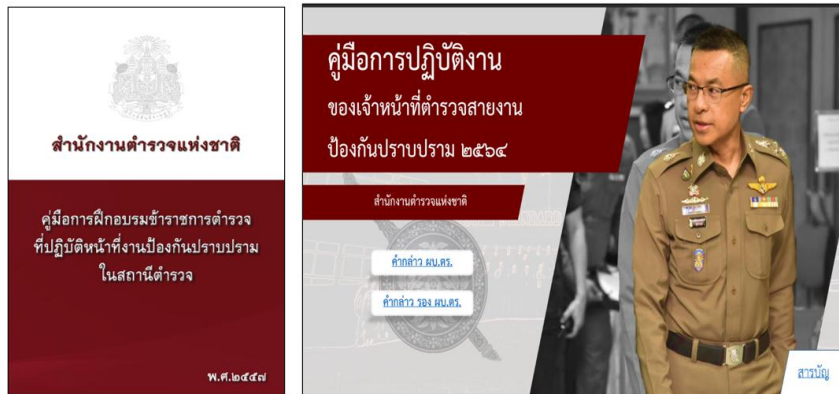 สำนักงานตำรวจแห่งชาติ
คู่มือการฝึกอบรมข้าราชการตำรวจ
ที่ปฏิบัติหน้าที่งานป้องกันปราบปราม
ในสถานีตำรวจ
พ.ศ.๒๕๕๗
คู่มือการปฏิบัติงาน
ของเจ้าหน้าที่ตำรวจสายงาน
ป้องกันปราบปราม ๒๕๖๔
สำนักงานตำรวจแห่งชาติ
คำกล่าว ผบ.ตร.
คำกล่าว รอง ผบ.ตร.
สารบัญ